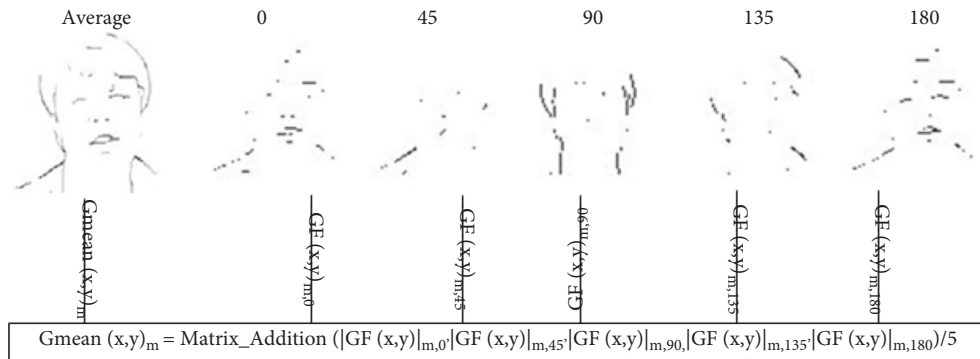 Average 0 45 90 135 180
Gmean (x,y)m
GF (x,y)m,0
GF (x,y)m,45
GF (x,y)m,90
GF (x,y)m,135
GF (x,y)m,180
Gmean (x,y)m = Matrix_Addition (|GF (x,y)|m,0,|GF (x,y)|m,45,|GF (x,y)|m,90,|GF (x,y)|m,135,|GF (x,y)|m,180)/5